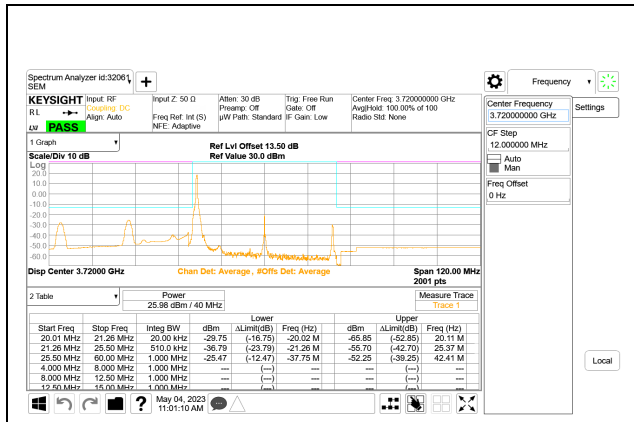 Spectrum Analyzer id:32061
SEM
Frequency
KEYSIGHT
R L
LXI PASS
Input: RF
Coupling: DC
Align: Auto
Input Z: 50 Ω
Freq Ref: Int (S)
NFE: Adaptive
Atten: 30 dB
Preamp: Off
µW Path: Standard
Trig: Free Run
Gate: Off
IF Gain: Low
Center Freq: 3.720000000 GHz
Avg|Hold: 100.00% of 100
Radio Std: None
Center Frequency
3.720000000 GHz
Settings
CF Step
12.000000 MHz
Auto
Man
Freq Offset
0 Hz
1 Graph
Scale/Div 10 dB
Ref Lvl Offset 13.50 dB
Ref Value 30.0 dBm
Log
20.0
10.0
0.00
-10.0
-20.0
-30.0
-40.0
-50.0
-60.0
Disp Center 3.72000 GHz
Chan Det: Average , #Offs Det: Average
Span 120.00 MHz
2001 pts
2 Table
Power
25.98 dBm / 40 MHz
Measure Trace
Trace 1
Lower Upper
Start Freq Stop Freq Integ BW dBm ΔLimit(dB) Freq (Hz) dBm ΔLimit(dB) Freq (Hz)
20.01 MHz 21.26 MHz 20.00 kHz -29.75 (-16.75) -20.02 M -65.85 (-52.85) 20.11 M
21.26 MHz 25.50 MHz 510.0 kHz -36.79 (-23.79) -21.26 M -55.70 (-42.70) 25.37 M
25.50 MHz 60.00 MHz 1.000 MHz -25.47 (-12.47) -37.75 M -52.25 (-39.25) 42.41 M
4.000 MHz 8.000 MHz 1.000 MHz --- (---) --- --- (---) ---
8.000 MHz 12.50 MHz 1.000 MHz --- (---) --- --- (---) ---
12.50 MHz 15.00 MHz 1.000 MHz --- (---) --- --- (---) ---
Local
May 04, 2023
11:01:10 AM